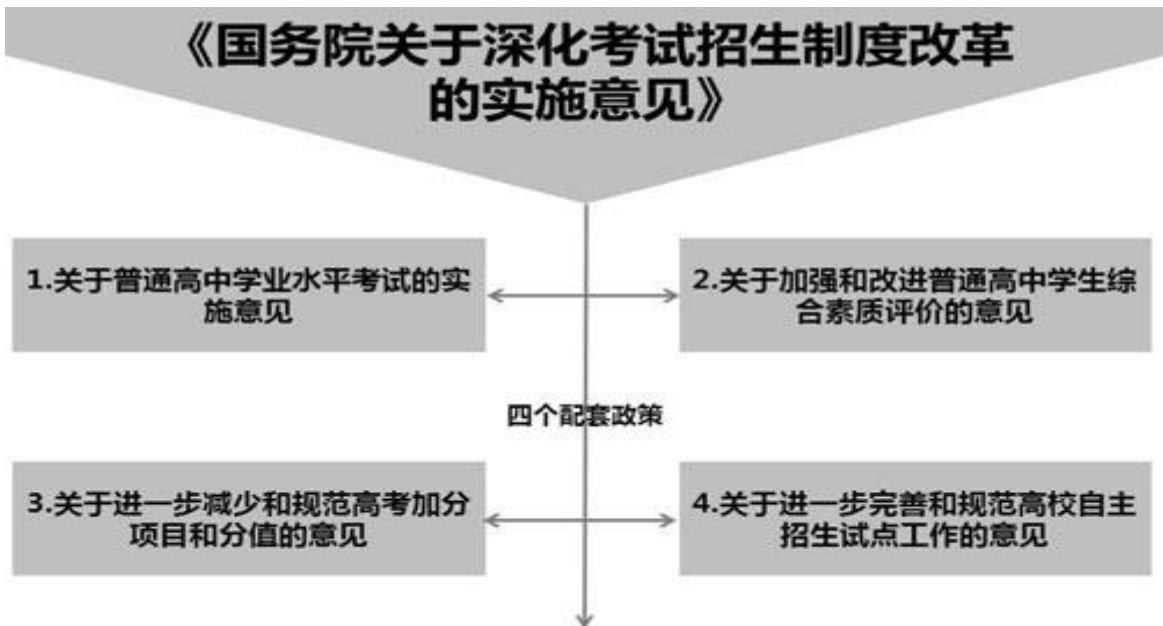 《国务院关于深化考试招生制度改革
的实施意见》
1.关于普通高中学业水平考试的实
施意见
2.关于加强和改进普通高中学生综
合素质评价的意见
四个配套政策
3.关于进一步减少和规范高考加分
项目和分值的意见
4.关于进一步完善和规范高校自主
招生试点工作的意见